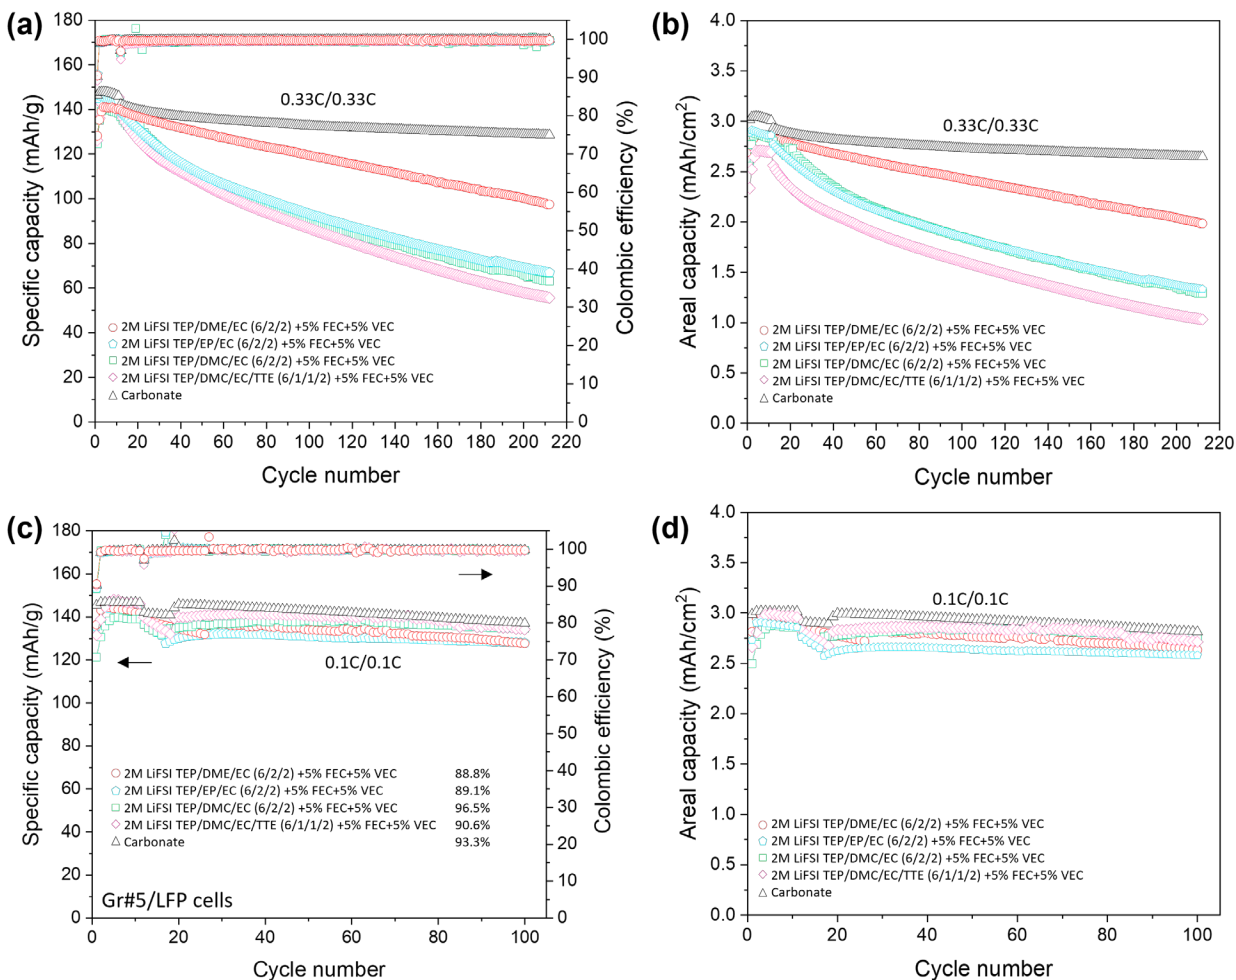 (a)
180
170
160
150
140
130
120
110
100
90
80
70
60
50
40
30
20
10
0
Specific capacity (mAh/g)
0.33C/0.33C
2M LiFSI TEP/DME/EC (6/2/2) +5% FEC+5% VEC
2M LiFSI TEP/EP/EC (6/2/2) +5% FEC+5% VEC
2M LiFSI TEP/DMC/EC (6/2/2) +5% FEC+5% VEC
2M LiFSI TEP/DMC/EC/TTE (6/1/1/2) +5% FEC+5% VEC
Carbonate
100
90
80
70
60
50
40
30
20
10
0
Colombic efficiency (%)
0 20 40 60 80 100 120 140 160 180 200 220
Cycle number
(b)
4.0
3.5
3.0
2.5
2.0
1.5
1.0
0.5
0.0
Areal capacity (mAh/cm²)
0.33C/0.33C
2M LiFSI TEP/DME/EC (6/2/2) +5% FEC+5% VEC
2M LiFSI TEP/EP/EC (6/2/2) +5% FEC+5% VEC
2M LiFSI TEP/DMC/EC (6/2/2) +5% FEC+5% VEC
2M LiFSI TEP/DMC/EC/TTE (6/1/1/2) +5% FEC+5% VEC
Carbonate
0 20 40 60 80 100 120 140 160 180 200 220
Cycle number
(c)
180
160
140
120
100
80
60
40
20
0
Specific capacity (mAh/g)
0.1C/0.1C
2M LiFSI TEP/DME/EC (6/2/2) +5% FEC+5% VEC 88.8%
2M LiFSI TEP/EP/EC (6/2/2) +5% FEC+5% VEC 89.1%
2M LiFSI TEP/DMC/EC (6/2/2) +5% FEC+5% VEC 96.5%
2M LiFSI TEP/DMC/EC/TTE (6/1/1/2) +5% FEC+5% VEC 90.6%
Carbonate 93.3%
Gr#5/LFP cells
100
90
80
70
60
50
40
30
20
10
0
Colombic efficiency (%)
0 20 40 60 80 100
Cycle number
(d)
4.0
3.5
3.0
2.5
2.0
1.5
1.0
0.5
0.0
Areal capacity (mAh/cm²)
0.1C/0.1C
2M LiFSI TEP/DME/EC (6/2/2) +5% FEC+5% VEC
2M LiFSI TEP/EP/EC (6/2/2) +5% FEC+5% VEC
2M LiFSI TEP/DMC/EC (6/2/2) +5% FEC+5% VEC
2M LiFSI TEP/DMC/EC/TTE (6/1/1/2) +5% FEC+5% VEC
Carbonate
0 20 40 60 80 100
Cycle number